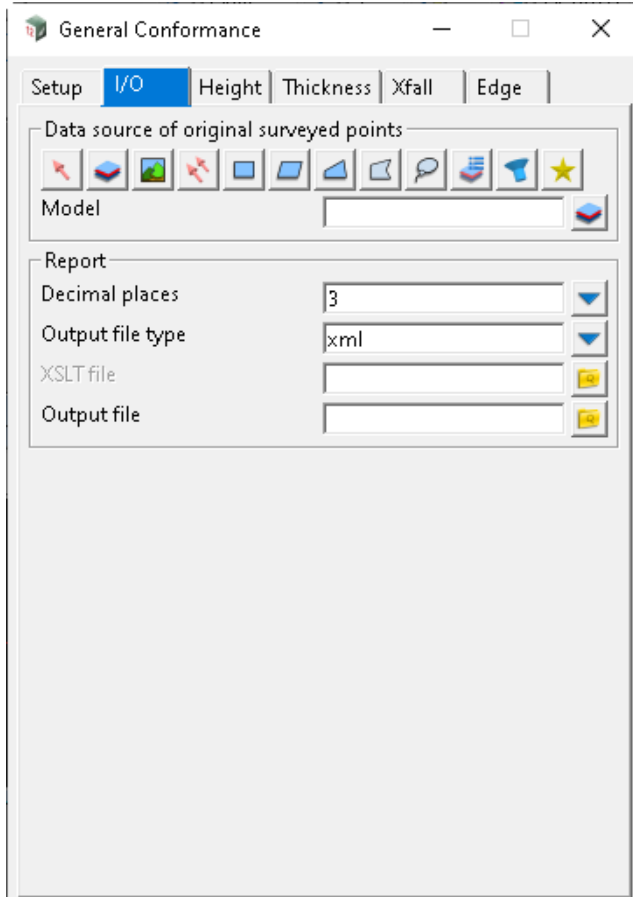 General Conformance
Setup I/O Height Thickness Xfall Edge
Data source of original surveyed points
Model
Report
Decimal places 3
Output file type xml
XSLT file
Output file